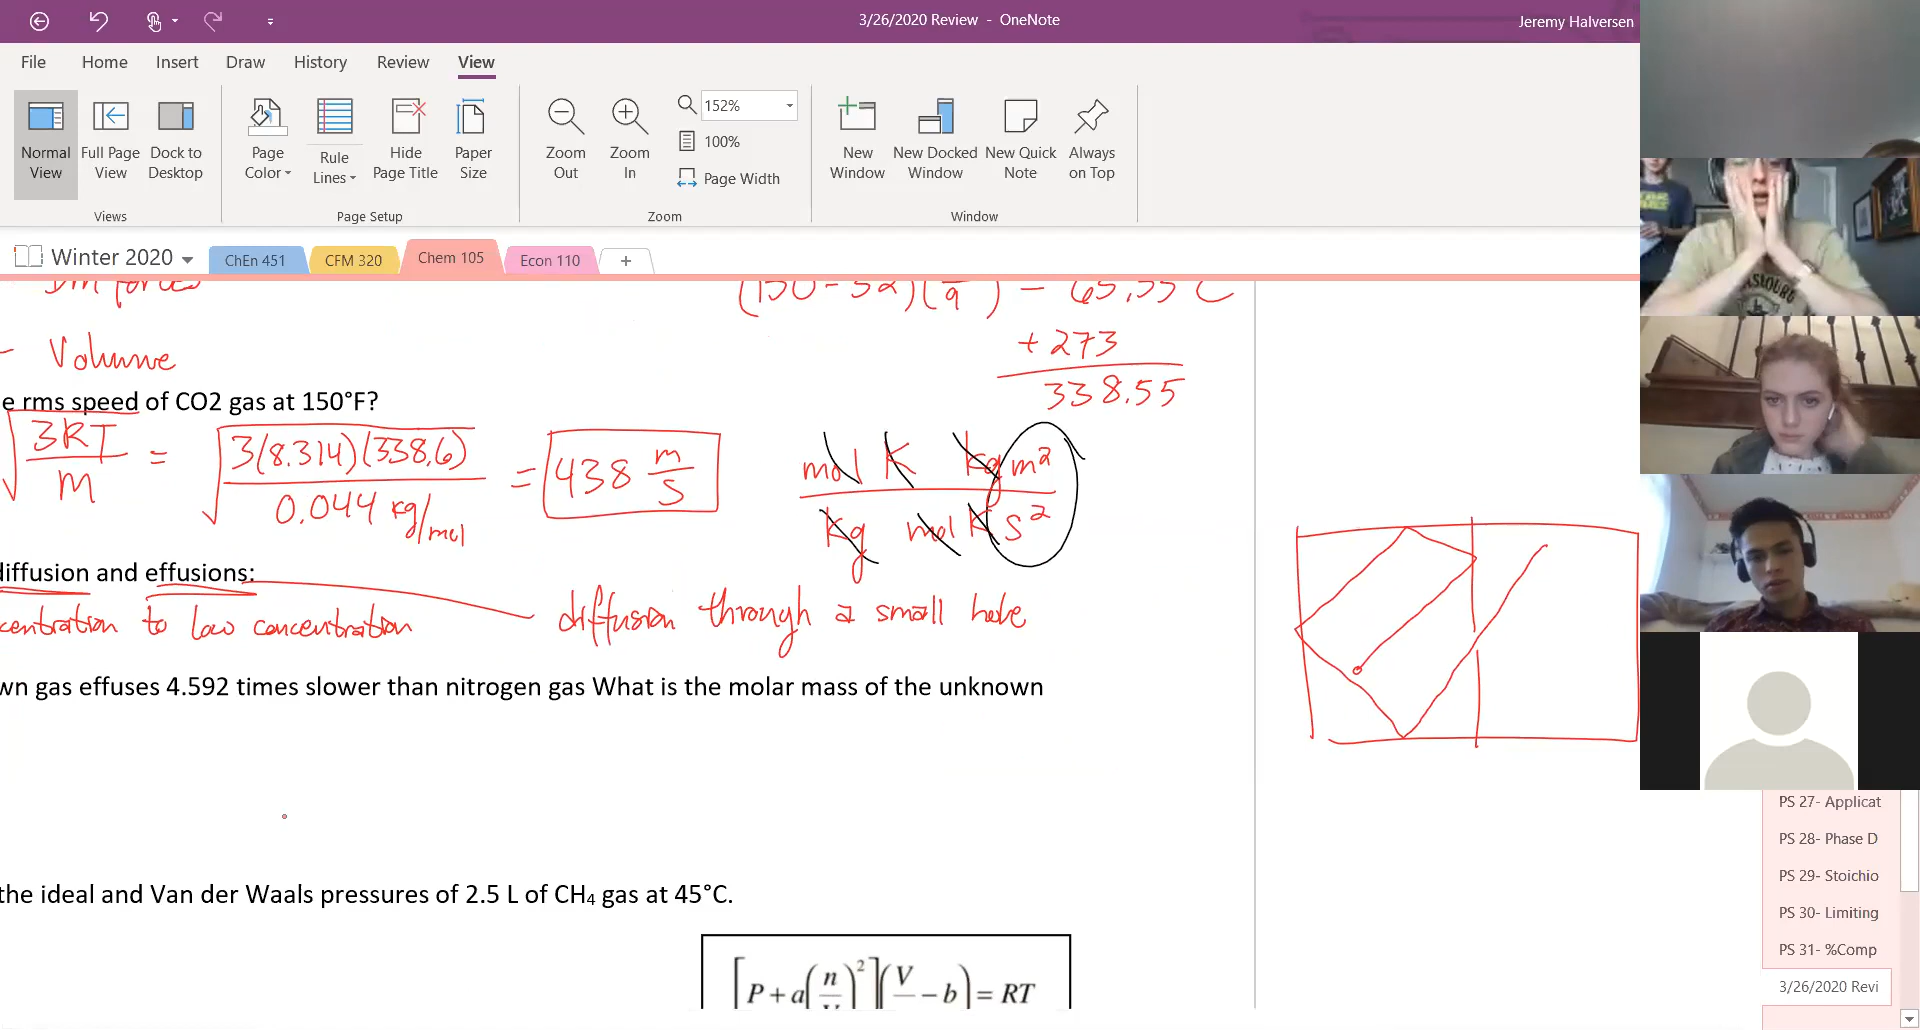 3/26/2020 Review - OneNote
Jeremy Halversen
File Home Insert Draw History Review View
152%
100%
Page Width
Normal View
Full Page View
Dock to Desktop
Page Color
Rule Lines
Hide Page Title
Paper Size
Zoom Out
Zoom In
New Window
New Docked Window
New Quick Note
Always on Top
Views Page Setup Zoom Window
Winter 2020 ChEn 451 CFM 320 Chem 105 Econ 110 +
(150 - 32)( /9) = 65.55°C
+ 273
338.55
- Volume
e rms speed of CO2 gas at 150°F?
√(3RT/M) = √(3(8.314)(338.6)/0.044 kg/mol) = 438 m/s
mol K kg m²
kg mol K s²
diffusion and effusions:
centration to low concentration
diffusion through a small hole
wn gas effuses 4.592 times slower than nitrogen gas What is the molar mass of the unknown
the ideal and Van der Waals pressures of 2.5 L of CH₄ gas at 45°C.
[P + a(n/V)²](V/ - b) = RT
PS 27- Applicat
PS 28- Phase D
PS 29- Stoichio
PS 30- Limiting
PS 31- %Comp
3/26/2020 Revi